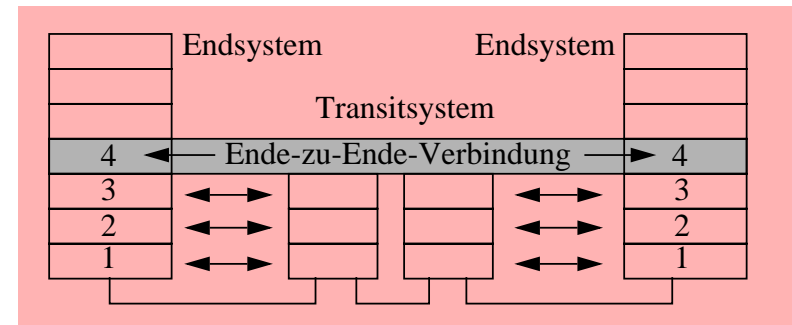 Endsystem Endsystem
Transitsystem
4 Ende-zu-Ende-Verbindung 4
3 3
2 2
1 1